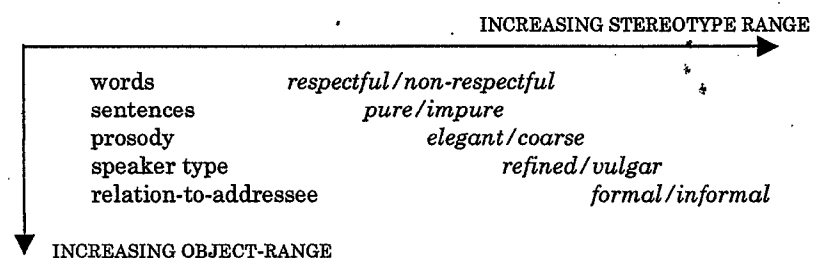 INCREASING STEREOTYPE RANGE
words respectful/non-respectful
sentences pure/impure
prosody elegant/coarse
speaker type refined/vulgar
relation-to-addressee formal/informal
INCREASING OBJECT-RANGE